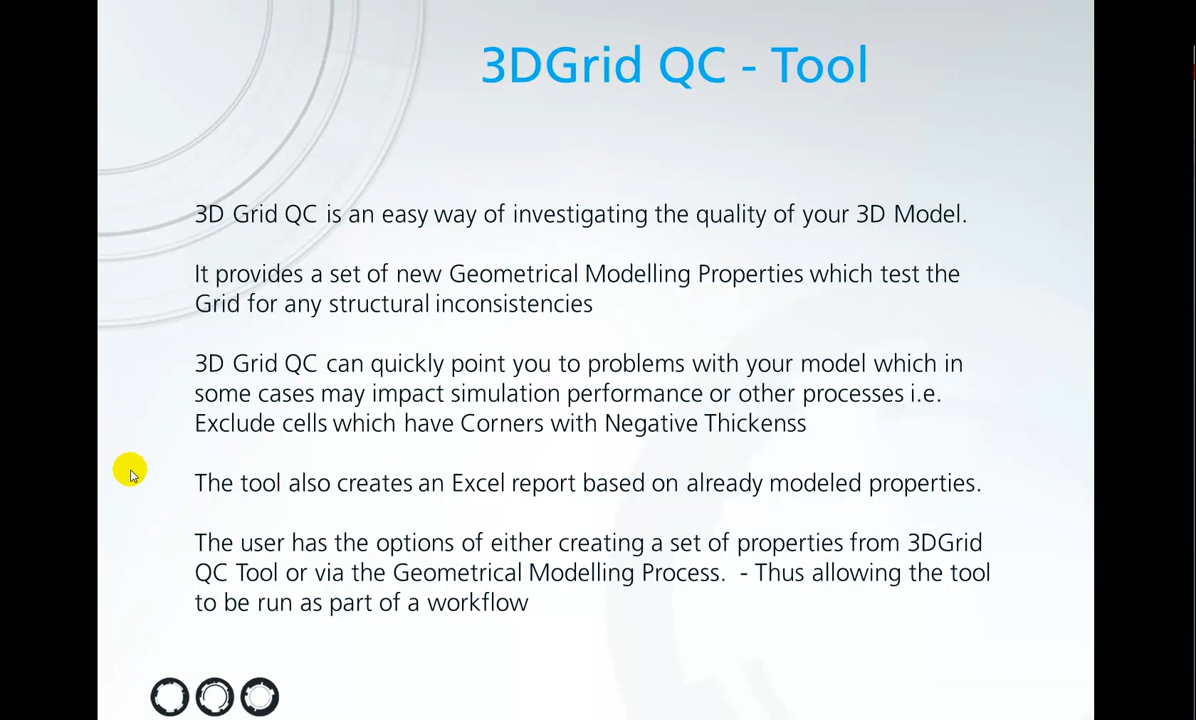 3DGrid QC - Tool
3D Grid QC is an easy way of investigating the quality of your 3D Model.
It provides a set of new Geometrical Modelling Properties which test the
Grid for any structural inconsistencies
3D Grid QC can quickly point you to problems with your model which in
some cases may impact simulation performance or other processes i.e.
Exclude cells which have Corners with Negative Thickenss
The tool also creates an Excel report based on already modeled properties.
The user has the options of either creating a set of properties from 3DGrid
QC Tool or via the Geometrical Modelling Process.  - Thus allowing the tool
to be run as part of a workflow